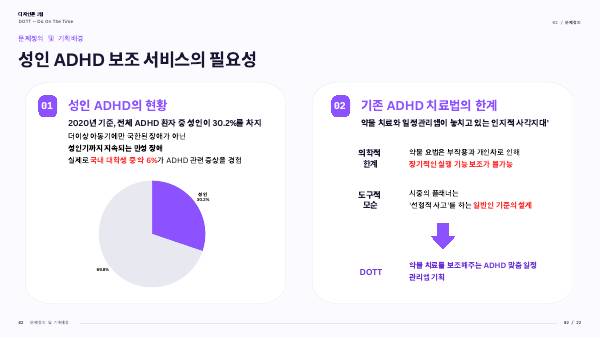 디자인론 2팀
DOTT — Do On The Time
02 / 문제정의
문제정의 및 기획배경
성인 ADHD 보조 서비스의 필요성
01
성인 ADHD의 현황
2020년 기준, 전체 ADHD 환자 중 성인이 30.2%를 차지
더이상 아동기에만 국한된 장애가 아닌
성인기까지 지속되는 만성 장애
실제로 국내 대학생 중 약 6%가 ADHD 관련 증상을 경험
성인
30.2%
69.8%
02
기존 ADHD 치료법의 한계
약물 치료와 일정관리앱이 놓치고 있는 '인지적 사각지대'
의학적
한계
약물 요법은 부작용과 개인차로 인해
장기적인 실행 기능 보조가 불가능
도구적
모순
시중의 플래너는
'선형적 사고'를 하는 일반인 기준의 설계
DOTT
약물 치료를 보조해주는 ADHD 맞춤 일정
관리앱 기획
02 문제정의 및 기획배경